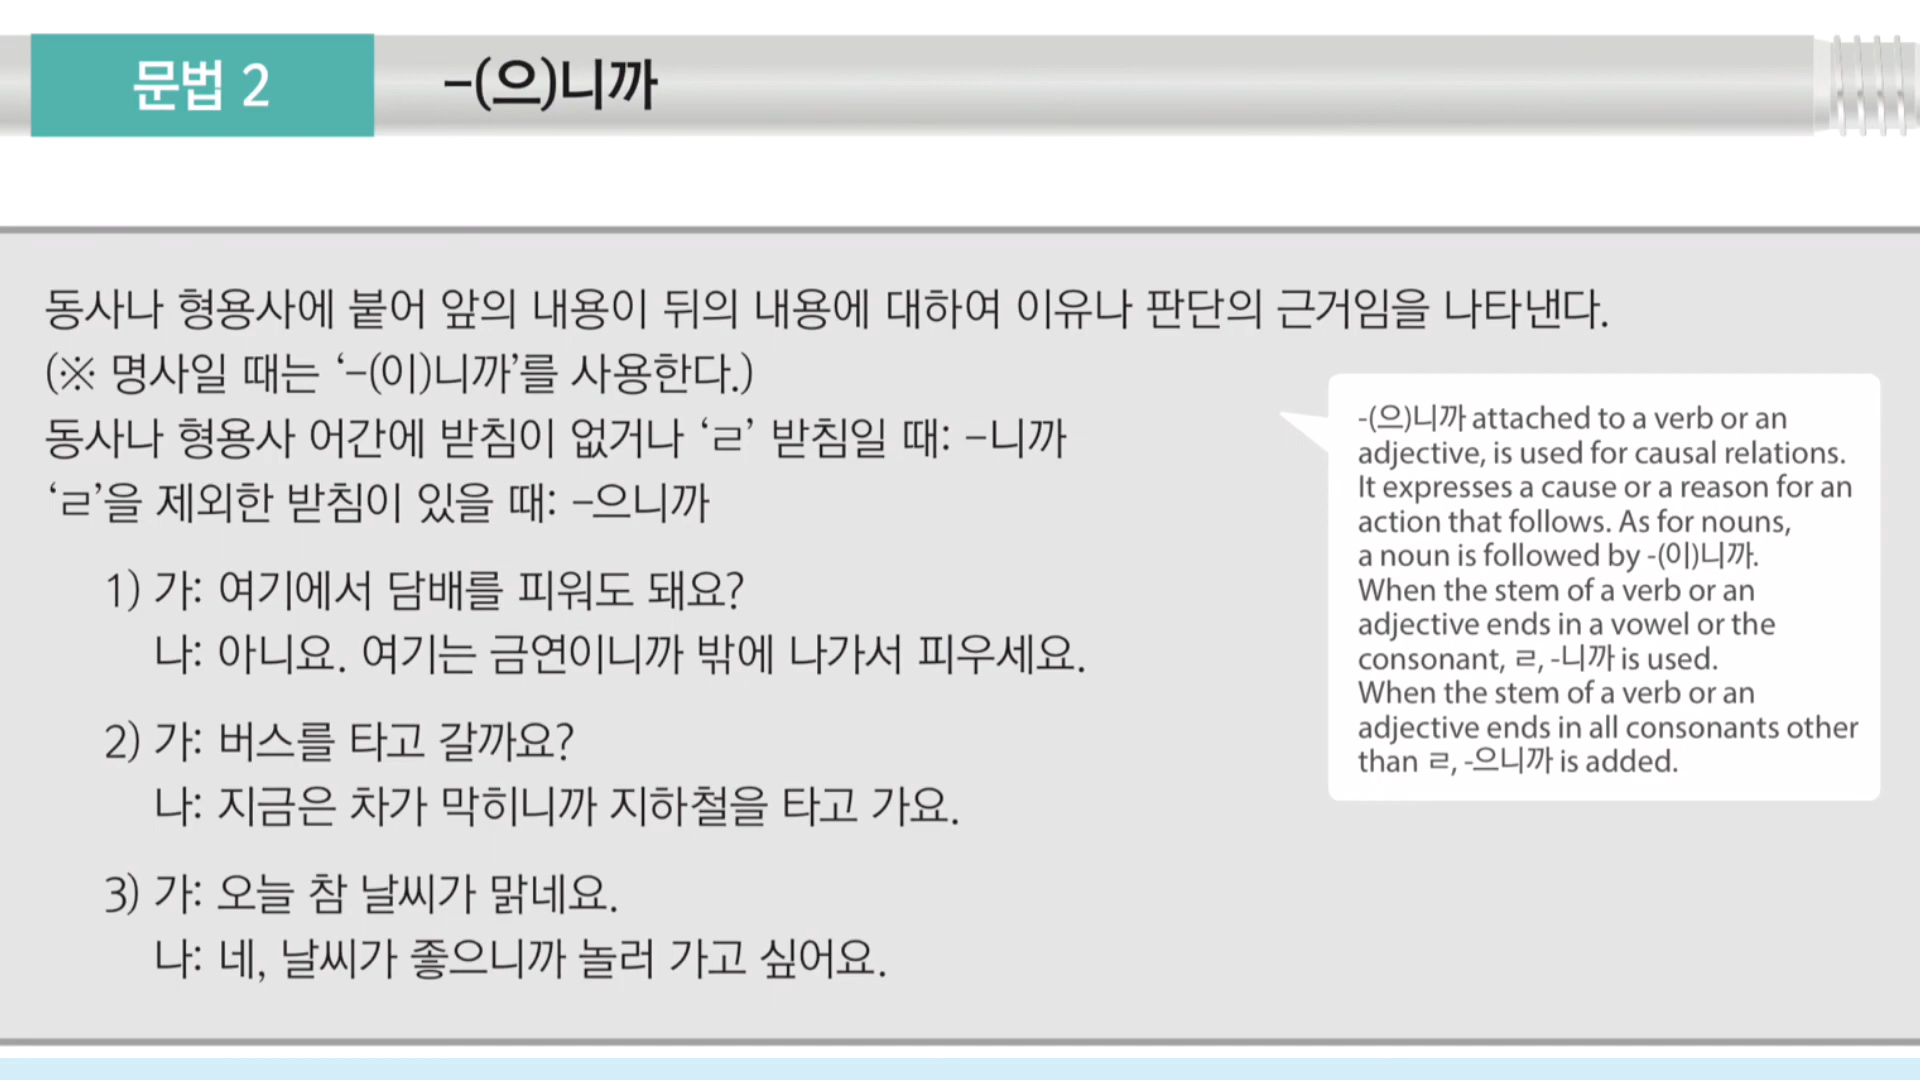 문법 2
–(으)니까
동사나 형용사에 붙어 앞의 내용이 뒤의 내용에 대하여 이유나 판단의 근거임을 나타낸다.
(※ 명사일 때는 ‘–(이)니까’를 사용한다.)
동사나 형용사 어간에 받침이 없거나 ‘ㄹ’ 받침일 때: –니까
‘ㄹ’을 제외한 받침이 있을 때: –으니까
1) 가: 여기에서 담배를 피워도 돼요?
나: 아니요. 여기는 금연이니까 밖에 나가서 피우세요.
2) 가: 버스를 타고 갈까요?
나: 지금은 차가 막히니까 지하철을 타고 가요.
3) 가: 오늘 참 날씨가 맑네요.
나: 네, 날씨가 좋으니까 놀러 가고 싶어요.
-(으)니까 attached to a verb or an
adjective, is used for causal relations.
It expresses a cause or a reason for an
action that follows. As for nouns,
a noun is followed by -(이)니까.
When the stem of a verb or an
adjective ends in a vowel or the
consonant, ㄹ, -니까 is used.
When the stem of a verb or an
adjective ends in all consonants other
than ㄹ, -으니까 is added.